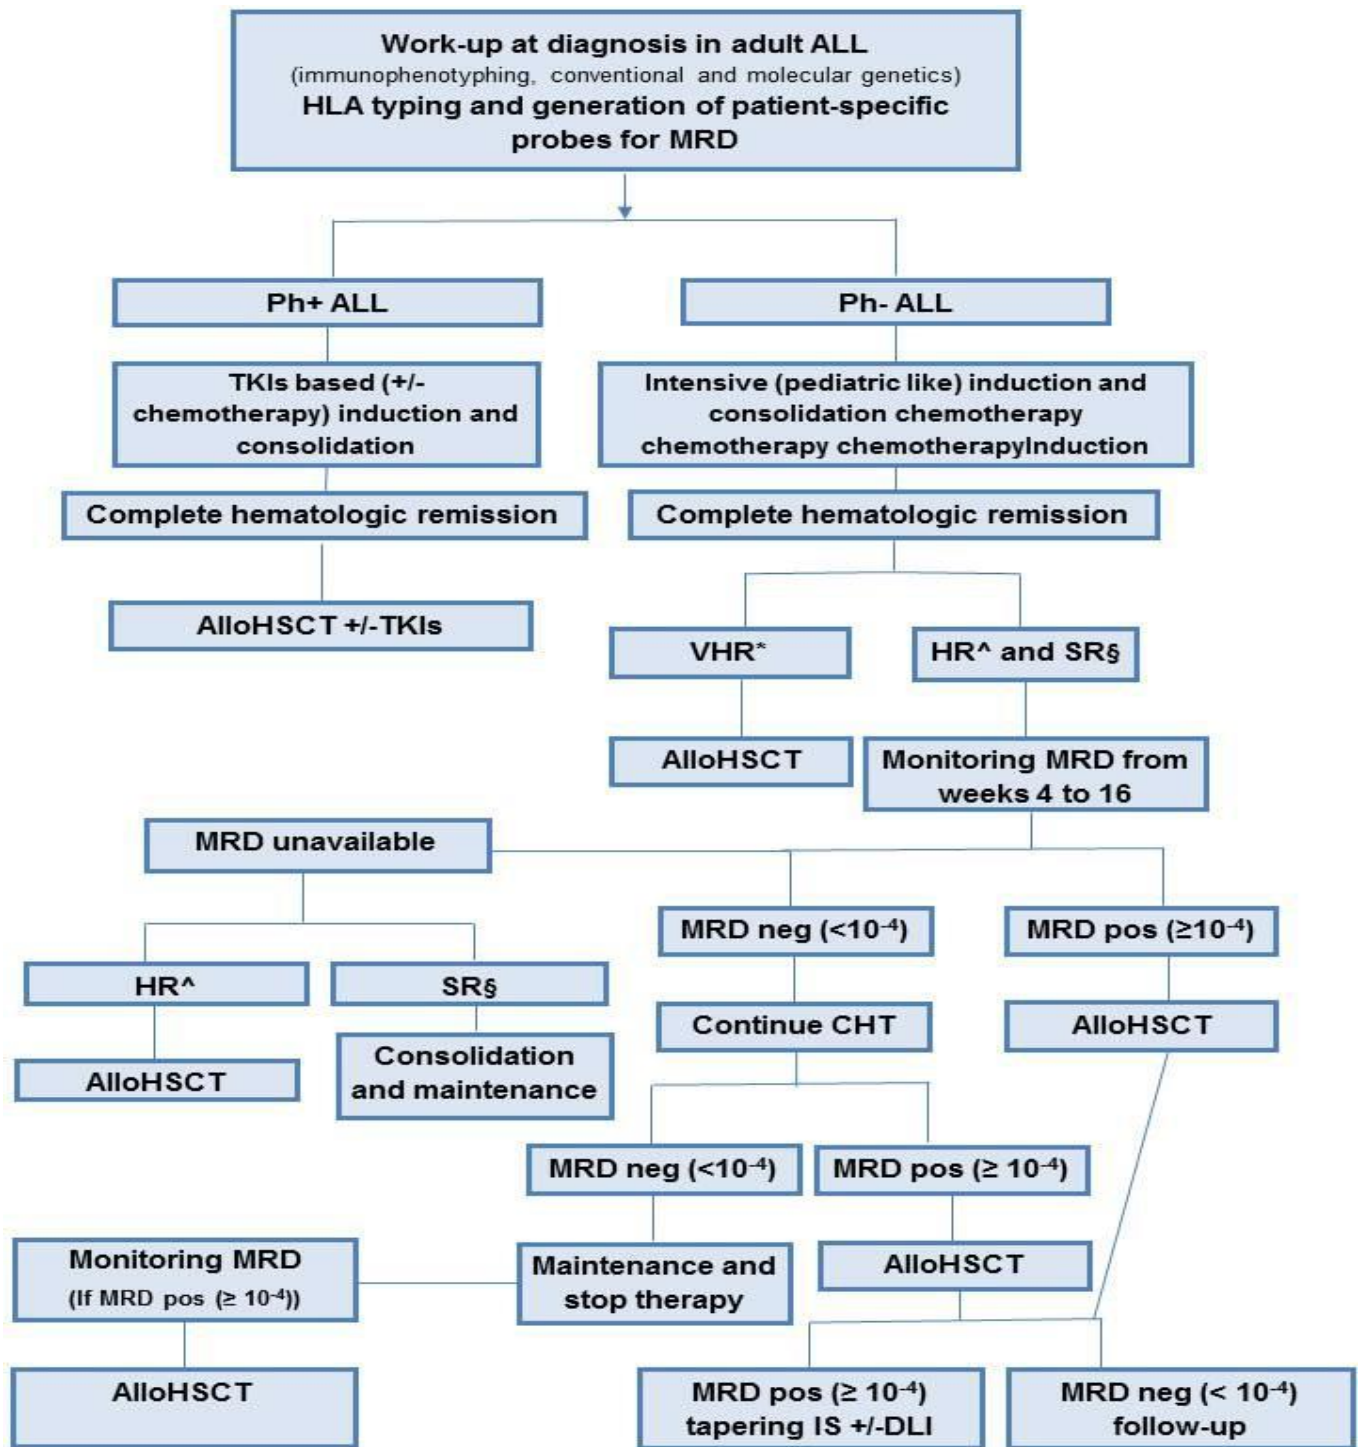 Work-up at diagnosis in adult ALL
(immunophenotyphing, conventional and molecular genetics)
HLA typing and generation of patient-specific
probes for MRD
Ph+ ALL
Ph- ALL
TKIs based (+/-
chemotherapy) induction and
consolidation
Intensive (pediatric like) induction and
consolidation chemotherapy
chemotherapy chemotherapyInduction
Complete hematologic remission
Complete hematologic remission
AlloHSCT +/-TKIs
VHR*
HR^ and SR§
AlloHSCT
Monitoring MRD from
weeks 4 to 16
MRD unavailable
MRD neg (<10⁻⁴)
MRD pos (≥10⁻⁴)
HR^
SR§
Continue CHT
AlloHSCT
AlloHSCT
Consolidation
and maintenance
MRD neg (<10⁻⁴)
MRD pos (≥ 10⁻⁴)
Monitoring MRD
(If MRD pos (≥ 10⁻⁴))
Maintenance and
stop therapy
AlloHSCT
AlloHSCT
MRD pos (≥ 10⁻⁴)
tapering IS +/-DLI
MRD neg (< 10⁻⁴)
follow-up